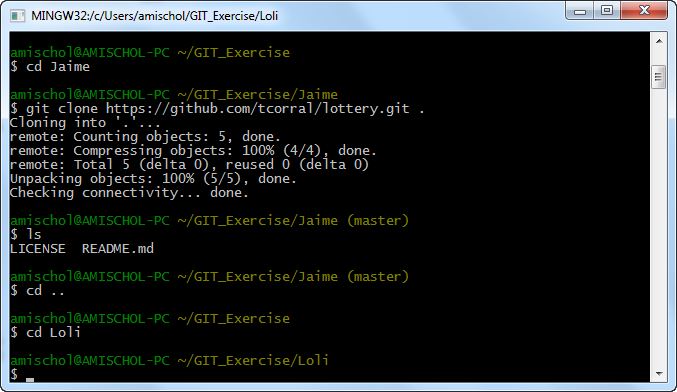 MINGW32:/c/Users/amischol/GIT_Exercise/Loli
amischol@AMISCHOL-PC ~/GIT_Exercise
$ cd Jaime
amischol@AMISCHOL-PC ~/GIT_Exercise/Jaime
$ git clone https://github.com/tcorral/lottery.git .
Cloning into '.'...
remote: Counting objects: 5, done.
remote: Compressing objects: 100% (4/4), done.
remote: Total 5 (delta 0), reused 0 (delta 0)
Unpacking objects: 100% (5/5), done.
Checking connectivity... done.
amischol@AMISCHOL-PC ~/GIT_Exercise/Jaime (master)
$ ls
LICENSE  README.md
amischol@AMISCHOL-PC ~/GIT_Exercise/Jaime (master)
$ cd ..
amischol@AMISCHOL-PC ~/GIT_Exercise
$ cd Loli
amischol@AMISCHOL-PC ~/GIT_Exercise/Loli
$